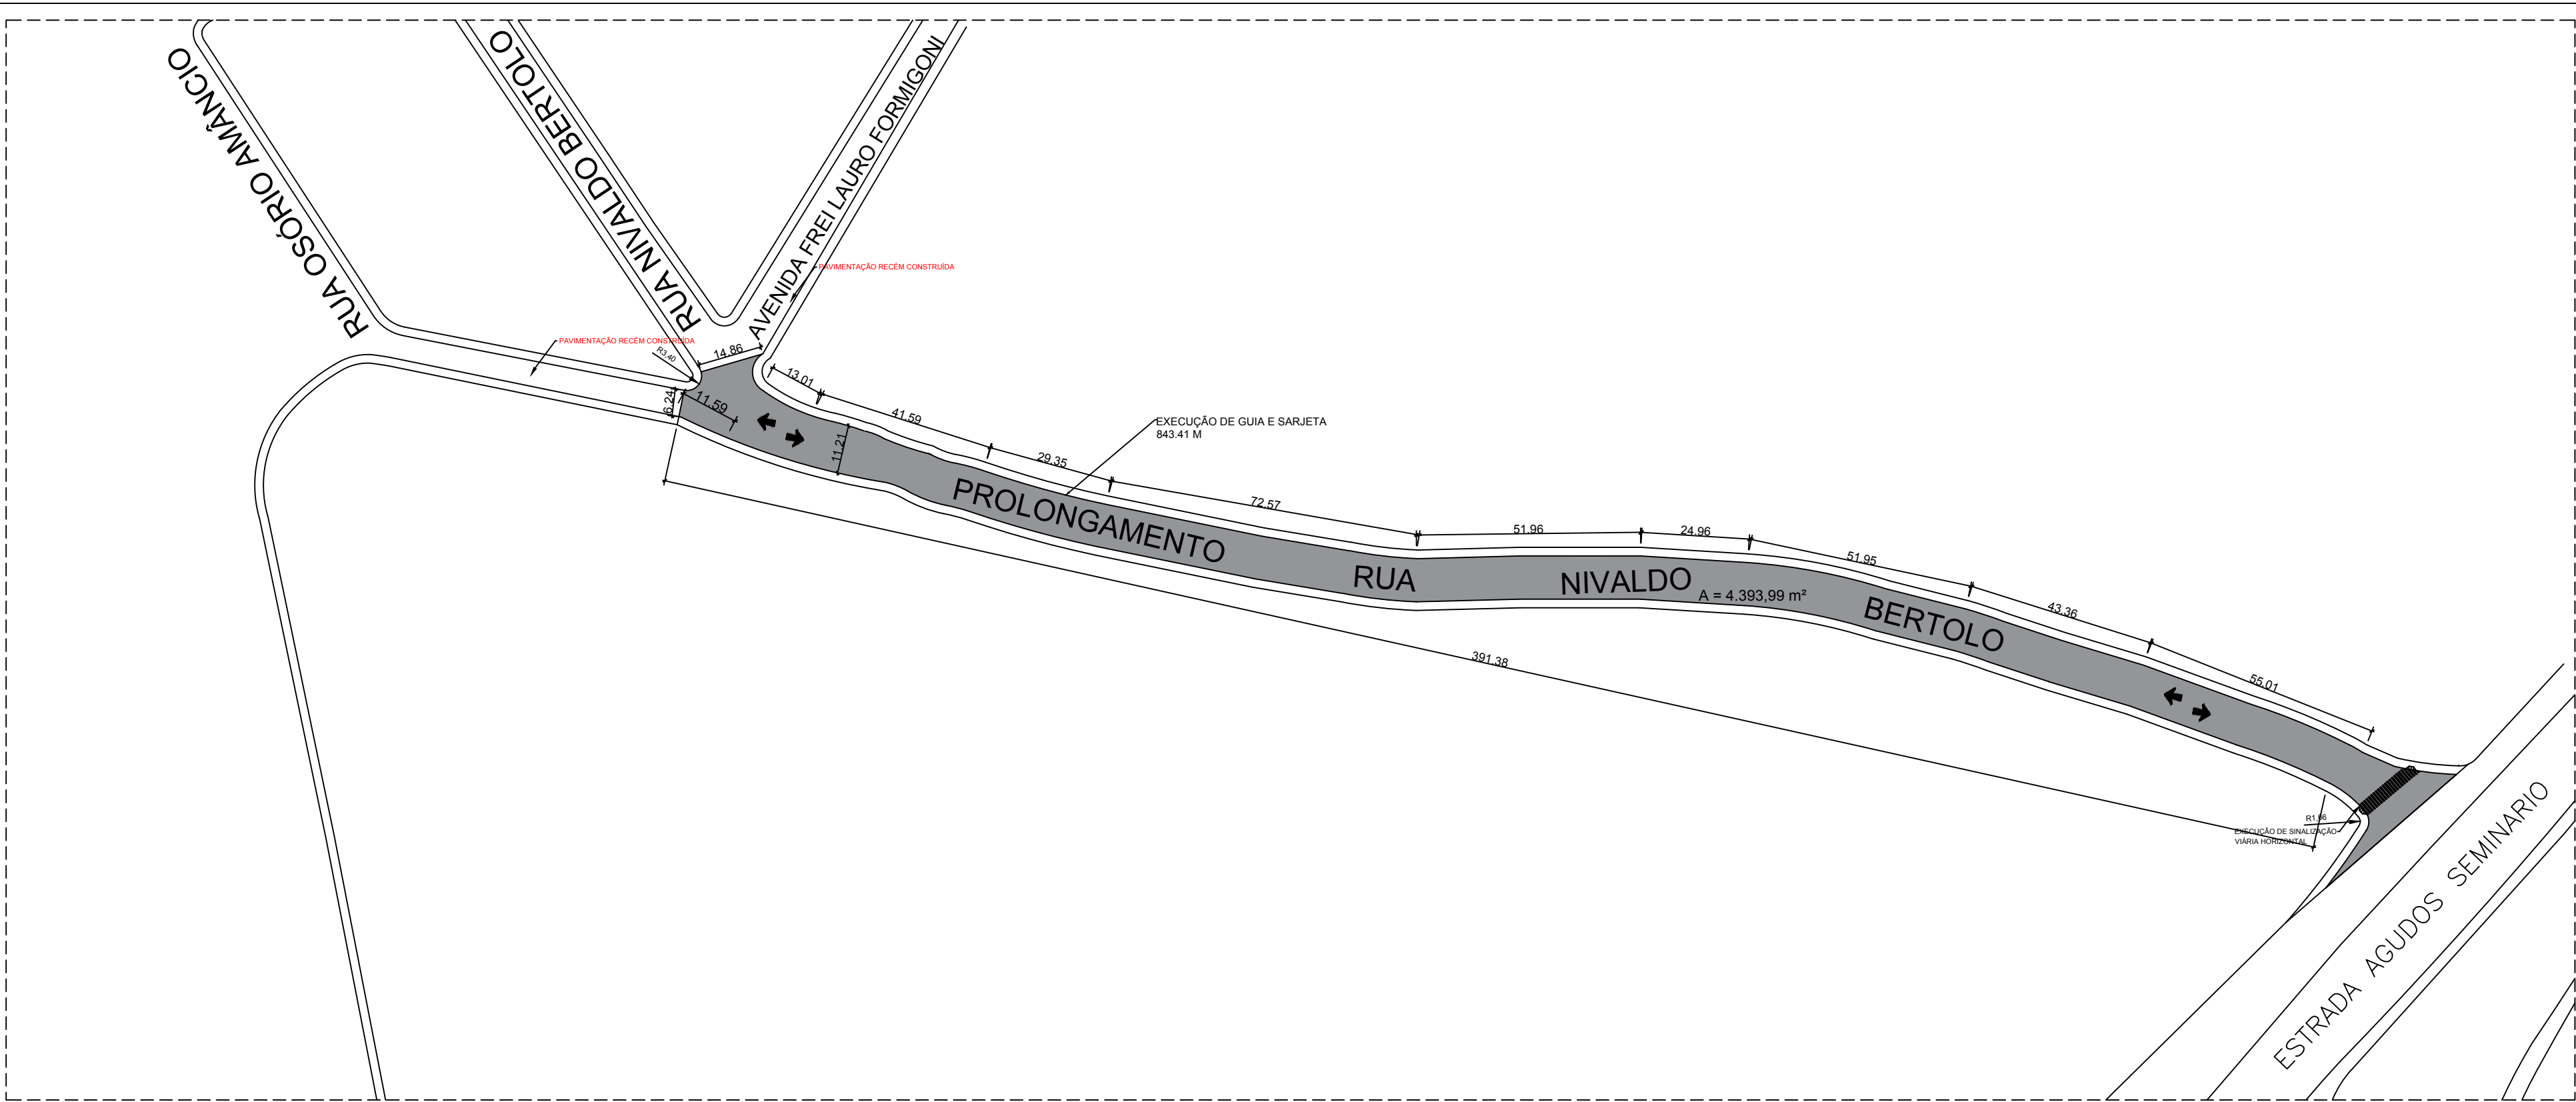 RUA OSÓRIO AMÂNCIO
RUA NIVALDO BERTOLO
AVENIDA FREI LAURO FORMIGONI
PAVIMENTAÇÃO RECÉM CONSTRUÍDA
PAVIMENTAÇÃO RECÉM CONSTRUÍDA
R3,40
14.86
6.24
11.59
13.01
11.21
41.59
29.35
EXECUÇÃO DE GUIA E SARJETA
843.41 M
72.57
51.96
24.96
51.95
43.36
55.01
PROLONGAMENTO RUA NIVALDO BERTOLO
A = 4.393,99 m²
391.38
R1,66
EXECUÇÃO DE SINALIZAÇÃO
VIÁRIA HORIZONTAL
ESTRADA AGUDOS SEMINARIO